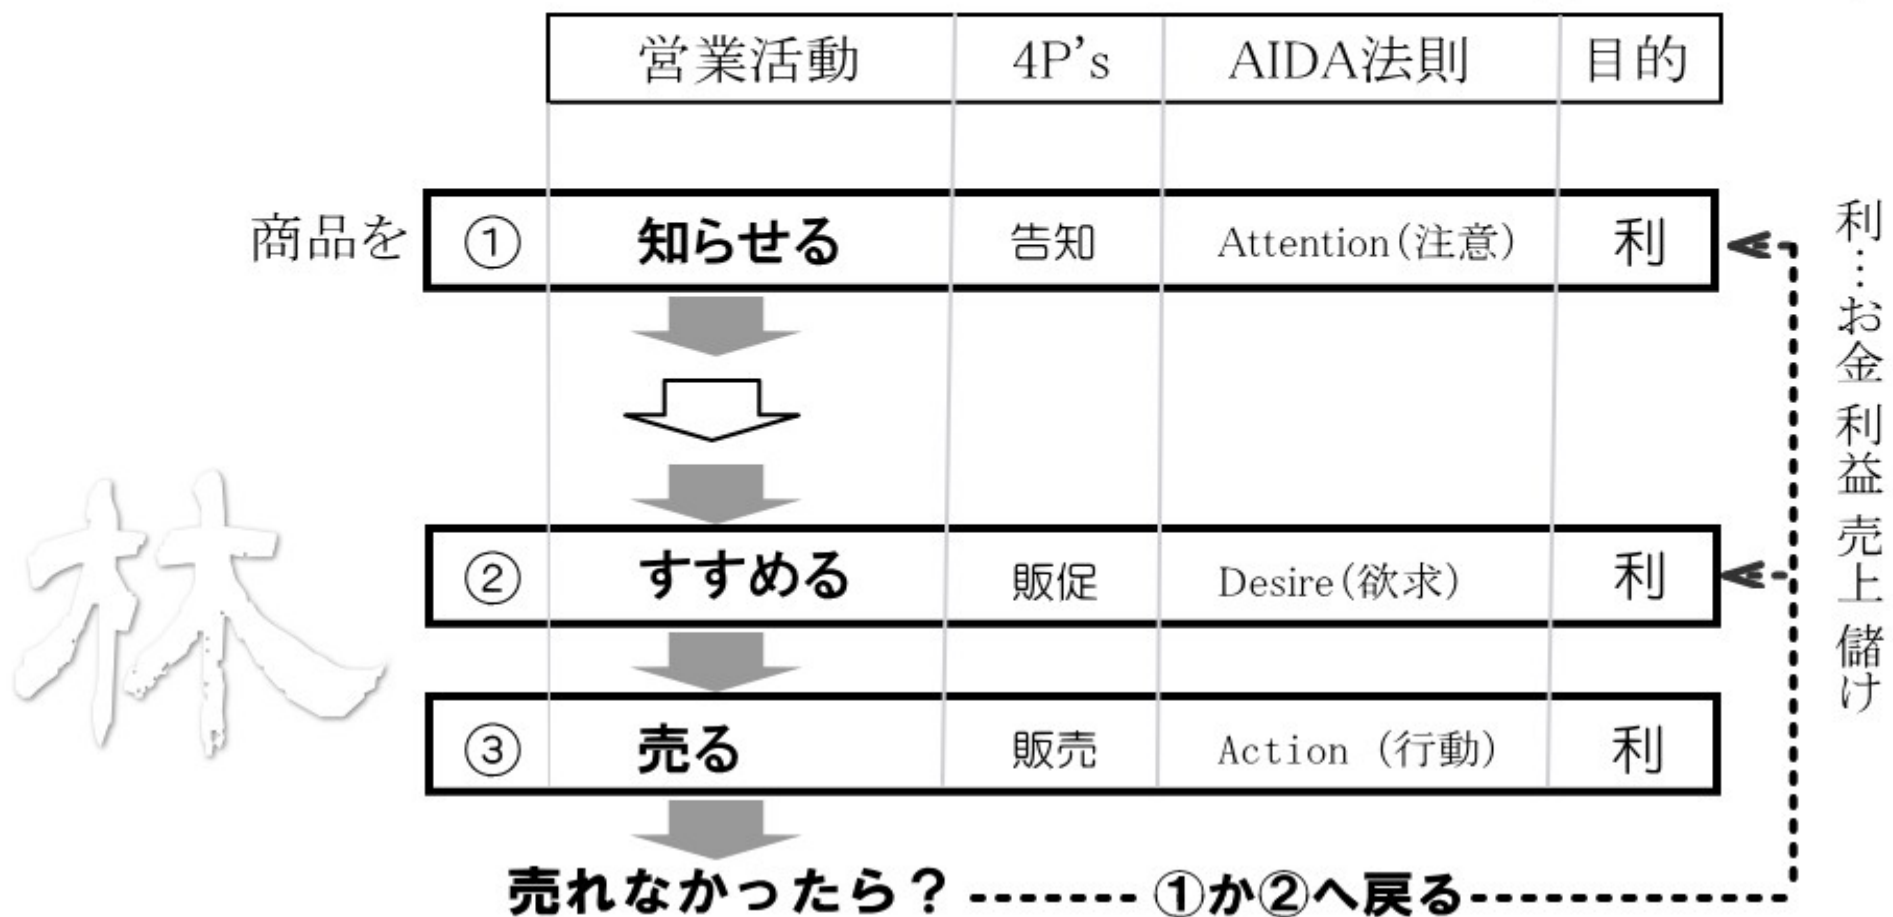 営業活動 4P's AIDA法則 目的
商品を ① 知らせる 告知 Attention(注意) 利
② すすめる 販促 Desire(欲求) 利
③ 売る 販売 Action (行動) 利
売れなかったら？ ------- ①か②へ戻る
利…お金 利益 売上 儲け
林